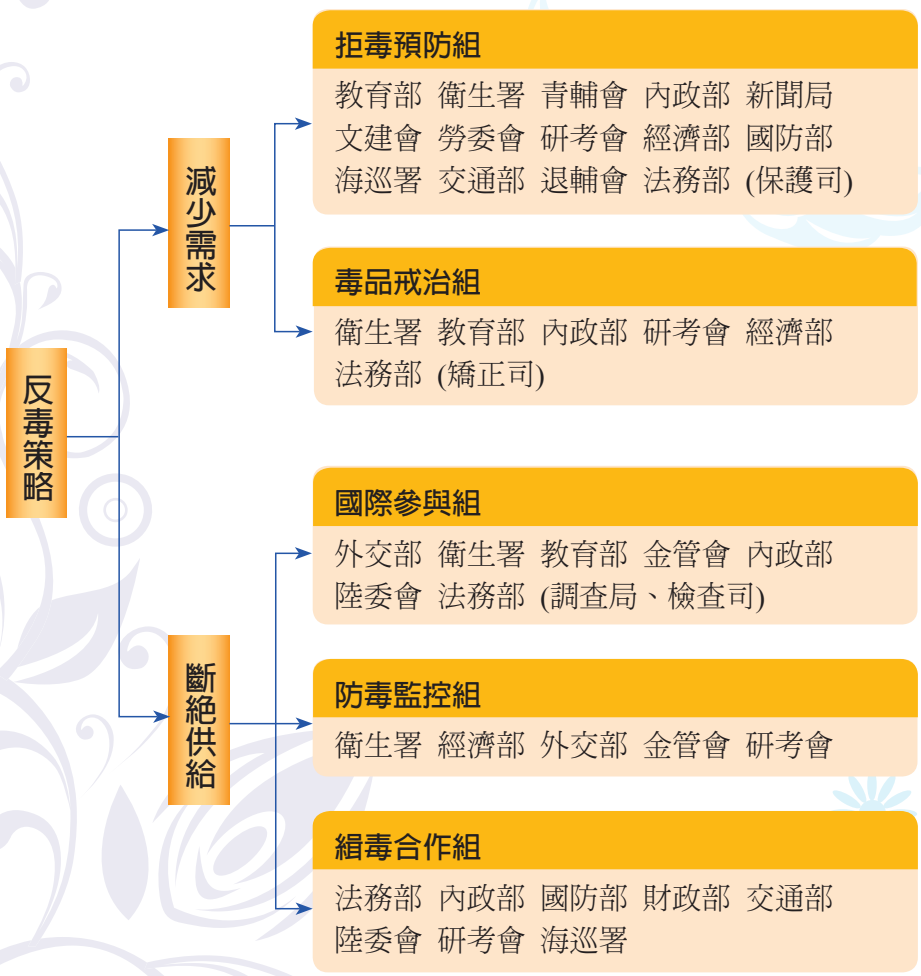 反毒策略
減少需求
拒毒預防組
教育部 衛生署 青輔會 內政部 新聞局
文建會 勞委會 研考會 經濟部 國防部
海巡署 交通部 退輔會 法務部 (保護司)
毒品戒治組
衛生署 教育部 內政部 研考會 經濟部
法務部 (矯正司)
斷絕供給
國際參與組
外交部 衛生署 教育部 金管會 內政部
陸委會 法務部 (調查局、檢查司)
防毒監控組
衛生署 經濟部 外交部 金管會 研考會
緝毒合作組
法務部 內政部 國防部 財政部 交通部
陸委會 研考會 海巡署